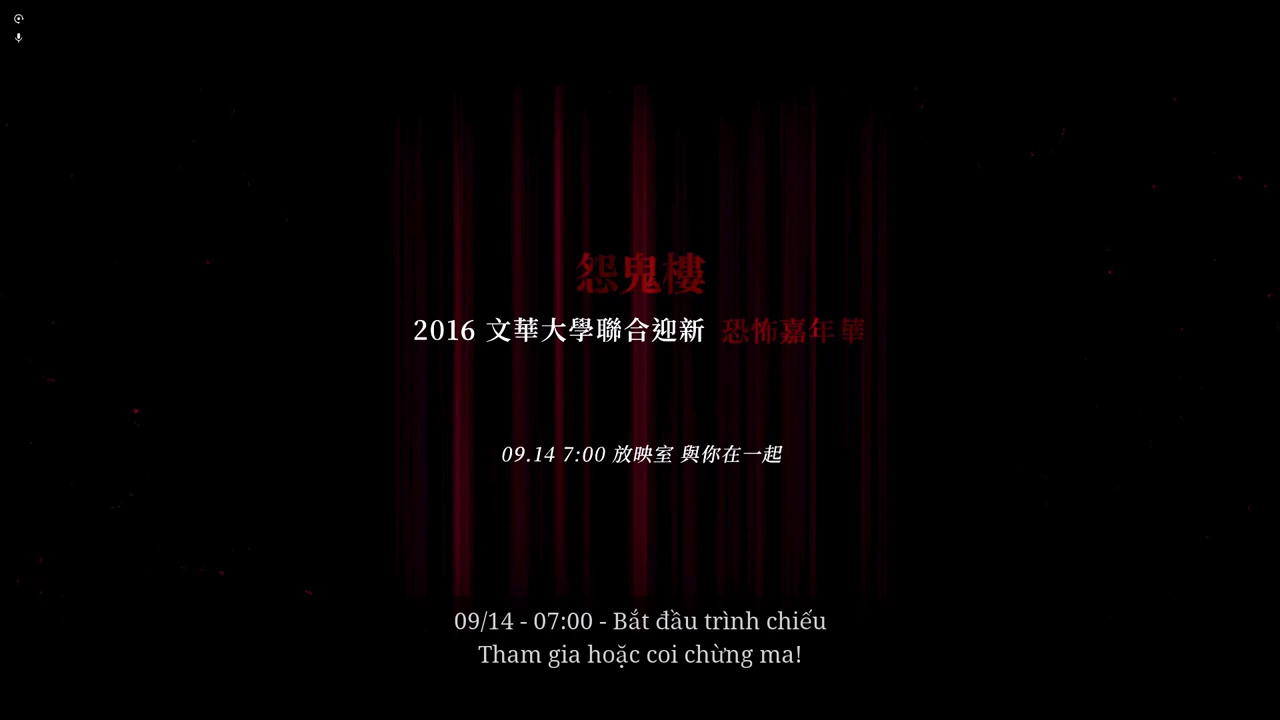 怨鬼樓
2016 文華大學聯合迎新 恐怖嘉年華
09.14 7:00 放映室 與你在一起
09/14 - 07:00 - Bắt đầu trình chiếu
Tham gia hoặc coi chừng ma!